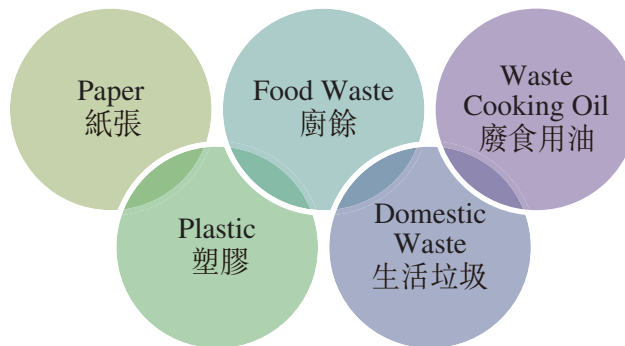 Paper
紙張
Food Waste
廚餘
Waste
Cooking Oil
廢食用油
Plastic
塑膠
Domestic
Waste
生活垃圾